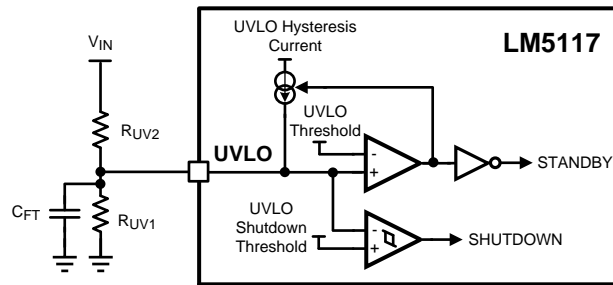 UVLO Hysteresis
Current
LM5117
VIN
UVLO
Threshold
RUV2
UVLO
-
+
STANDBY
CFT
RUV1
UVLO
Shutdown
Threshold
-
+
SHUTDOWN